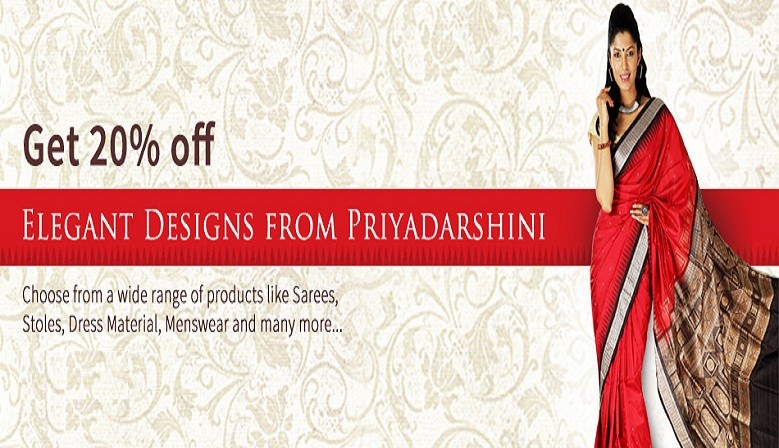 Get 20% off
ELEGANT DESIGNS FROM PRIYADARSHINI
Choose from a wide range of products like Sarees,
Stoles, Dress Material, Menswear and many more...